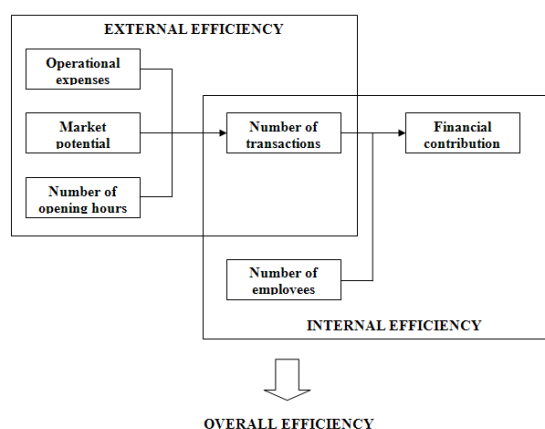 EXTERNAL EFFICIENCY
Operational
expenses
Market
potential
Number of
transactions
Financial
contribution
Number of
opening hours
Number of
employees
INTERNAL EFFICIENCY
OVERALL EFFICIENCY